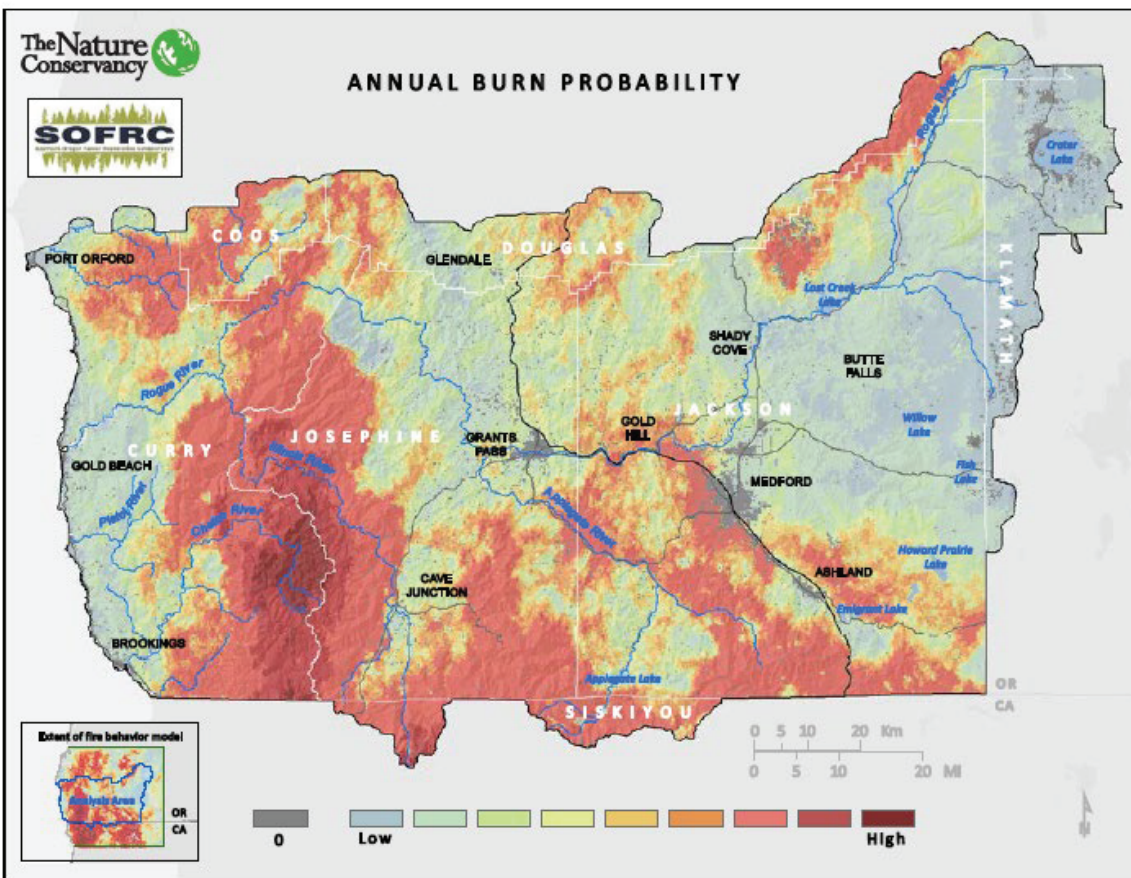 The Nature
Conservancy
ANNUAL BURN PROBABILITY
SOFRC
Rogue River
Crater
Lake
COOS
DOUGLAS
PORT ORFORD
GLENDALE
KLAMATH
Lost Creek
Lake
SHADY
COVE
BUTTE
FALLS
Rogue River
JACKSON
GOLD
HILL
Willow
Lake
CURRY
JOSEPHINE
GRANTS
PASS
GOLD BEACH
Illinois River
Fish
Lake
MEDFORD
Pistol River
Chetco River
Applegate River
Howard Prairie
Lake
CAVE
JUNCTION
ASHLAND
Emigrant Lake
BROOKINGS
Applegate Lake
OR
CA
SISKIYOU
0 5 10 20 Km
0 5 10 20 Mi
Extent of fire behavior model
Analysis Area
OR
CA
0
Low
High
N